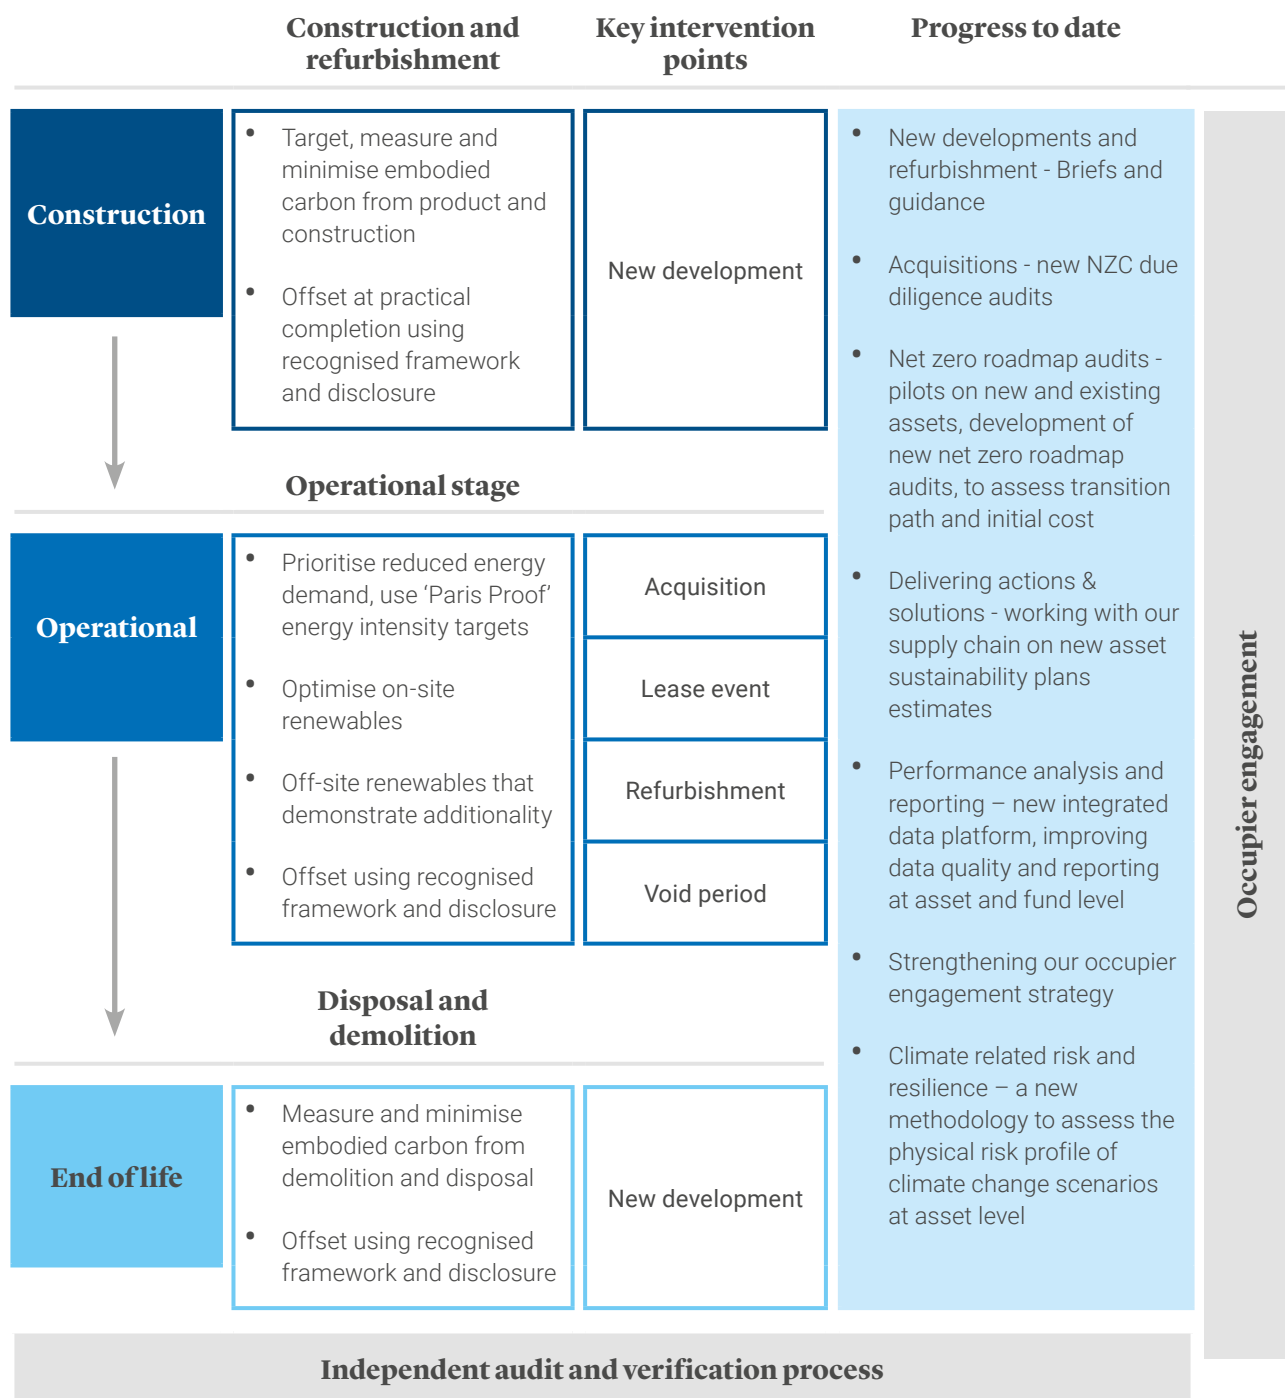 Construction and
refurbishment
Key intervention
points
Progress to date
Construction
• Target, measure and
minimise embodied
carbon from product and
construction
• Offset at practical
completion using
recognised framework
and disclosure
New development
Operational stage
Operational
• Prioritise reduced energy
demand, use ‘Paris Proof’
energy intensity targets
• Optimise on-site
renewables
• Off-site renewables that
demonstrate additionality
• Offset using recognised
framework and disclosure
Acquisition
Lease event
Refurbishment
Void period
Disposal and
demolition
End of life
• Measure and minimise
embodied carbon from
demolition and disposal
• Offset using recognised
framework and disclosure
New development
• New developments and
refurbishment - Briefs and
guidance
• Acquisitions - new NZC due
diligence audits
• Net zero roadmap audits -
pilots on new and existing
assets, development of
new net zero roadmap
audits, to assess transition
path and initial cost
• Delivering actions &
solutions - working with our
supply chain on new asset
sustainability plans
estimates
• Performance analysis and
reporting – new integrated
data platform, improving
data quality and reporting
at asset and fund level
• Strengthening our occupier
engagement strategy
• Climate related risk and
resilience – a new
methodology to assess the
physical risk profile of
climate change scenarios
at asset level
Occupier engagement
Independent audit and verification process